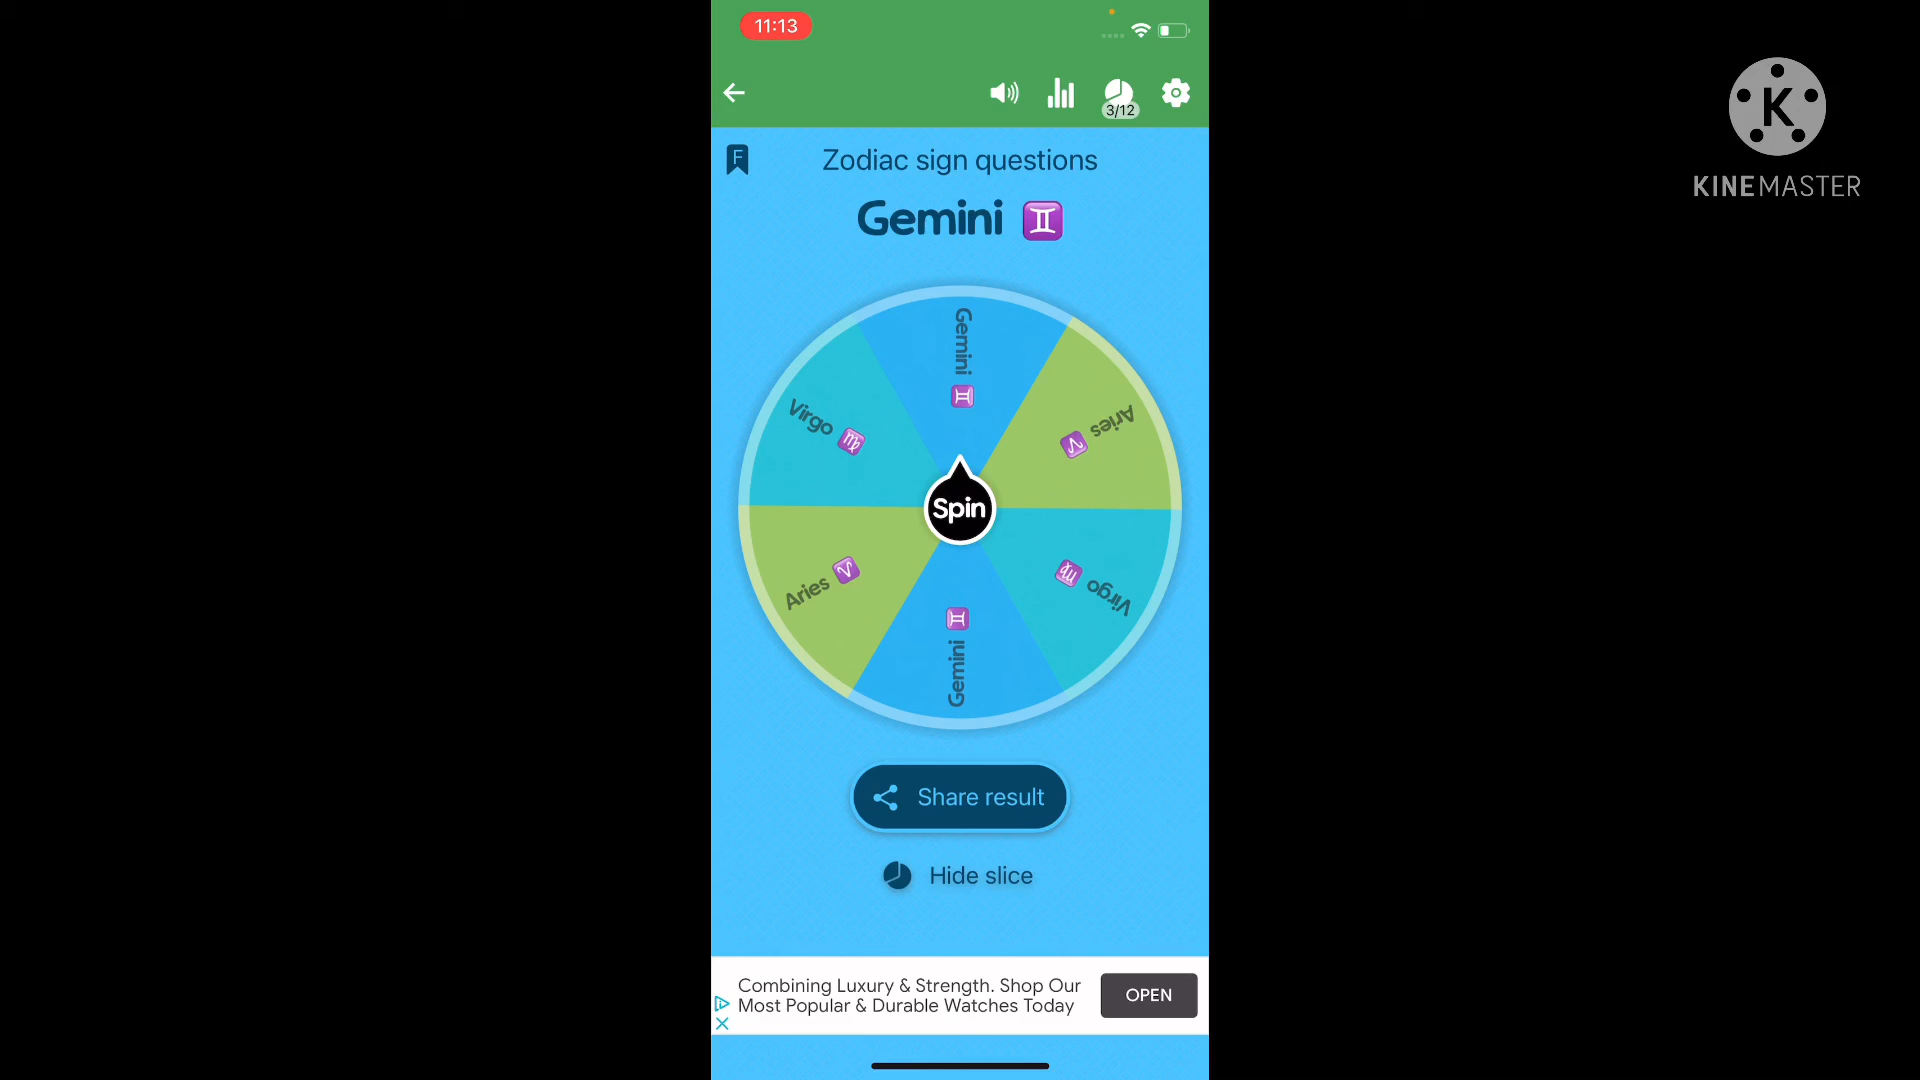 11:13
3/12
F
Zodiac sign questions
Gemini ♊
Gemini ♊
Virgo ♍
Aries ♈
Spin
Aries ♈
Virgo ♍
Gemini ♊
Share result
Hide slice
Combining Luxury & Strength. Shop Our
Most Popular & Durable Watches Today
OPEN
K
KINEMASTER